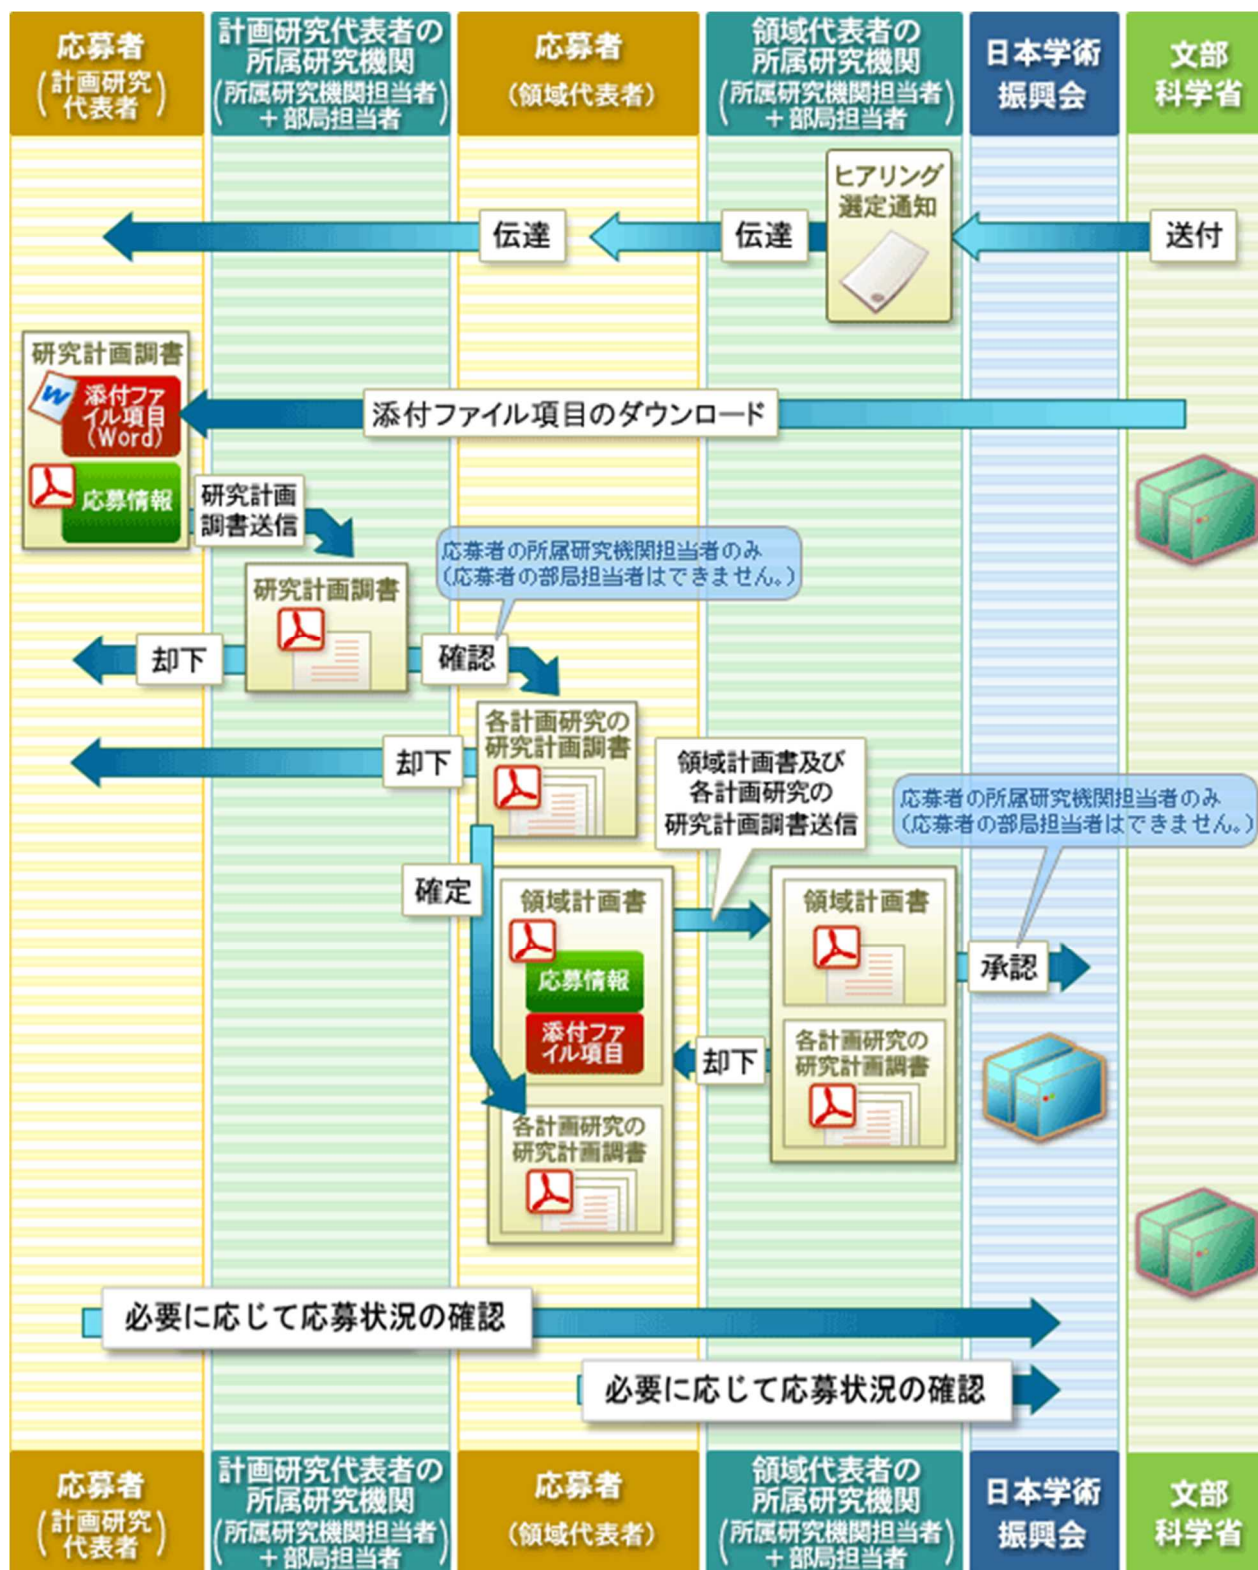 応募者
(計画研究
代表者)
計画研究代表者の
所属研究機関
(所属研究機関担当者
+部局担当者)
応募者
(領域代表者)
領域代表者の
所属研究機関
(所属研究機関担当者
+部局担当者)
日本学術
振興会
文部
科学省
ヒアリング
選定通知
伝達
伝達
送付
研究計画調書
W
添付ファ
イル項目
(Word)
応募情報
添付ファイル項目のダウンロード
研究計画
調書送信
応募者の所属研究機関担当者のみ
(応募者の部局担当者はできません。)
研究計画調書
却下
確認
各計画研究の
研究計画調書
却下
領域計画書及び
各計画研究の
研究計画調書送信
応募者の所属研究機関担当者のみ
(応募者の部局担当者はできません。)
確定
領域計画書
応募情報
添付ファ
イル項目
領域計画書
承認
却下
各計画研究の
研究計画調書
各計画研究の
研究計画調書
必要に応じて応募状況の確認
必要に応じて応募状況の確認
応募者
(計画研究
代表者)
計画研究代表者の
所属研究機関
(所属研究機関担当者
+部局担当者)
応募者
(領域代表者)
領域代表者の
所属研究機関
(所属研究機関担当者
+部局担当者)
日本学術
振興会
文部
科学省